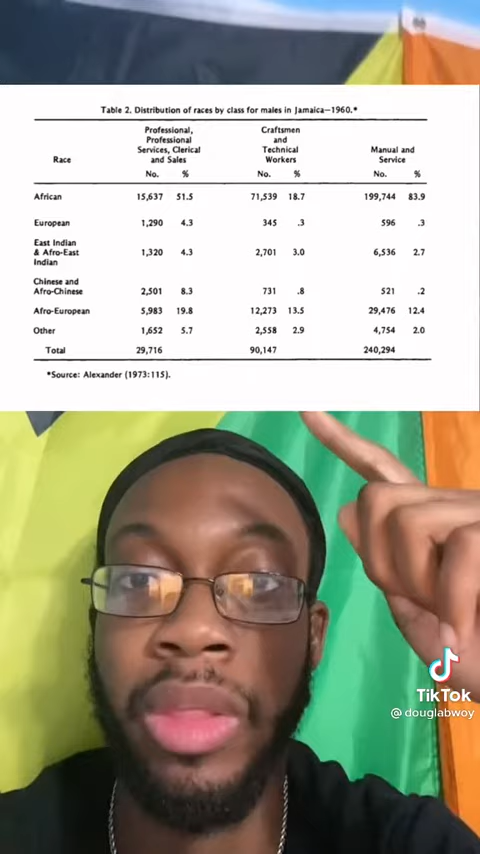 Table 2. Distribution of races by class for males in Jamaica—1960.*
Race Professional, Professional Services, Clerical and Sales Craftsmen and Technical Workers Manual and Service
No. % No. % No. %
African 15,637 51.5 71,539 18.7 199,744 83.9
European 1,290 4.3 345 .3 596 .3
East Indian & Afro-East Indian 1,320 4.3 2,701 3.0 6,536 2.7
Chinese and Afro-Chinese 2,501 8.3 731 .8 521 .2
Afro-European 5,983 19.8 12,273 13.5 29,476 12.4
Other 1,652 5.7 2,558 2.9 4,754 2.0
Total 29,716 90,147 240,294
*Source: Alexander (1973:115).
TikTok
@douglabwoy